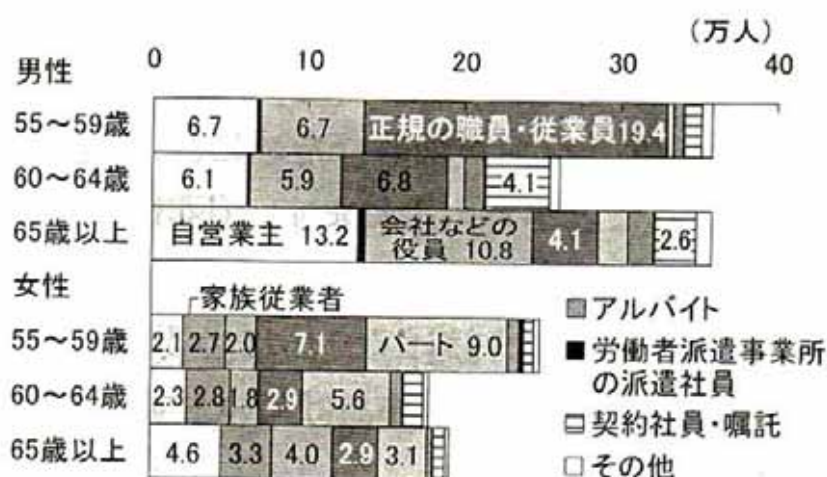 (万人)
0 10 20 30 40
男性
55～59歳 6.7 6.7 正規の職員・従業員19.4
60～64歳 6.1 5.9 6.8 4.1
65歳以上 自営業主 13.2 会社などの役員 10.8 4.1 2.6
女性
家族従業者
55～59歳 2.1 2.7 2.0 7.1 パート 9.0
60～64歳 2.3 2.8 1.8 2.9 5.6
65歳以上 4.6 3.3 4.0 2.9 3.1
アルバイト
労働者派遣事業所
の派遣社員
契約社員・嘱託
その他